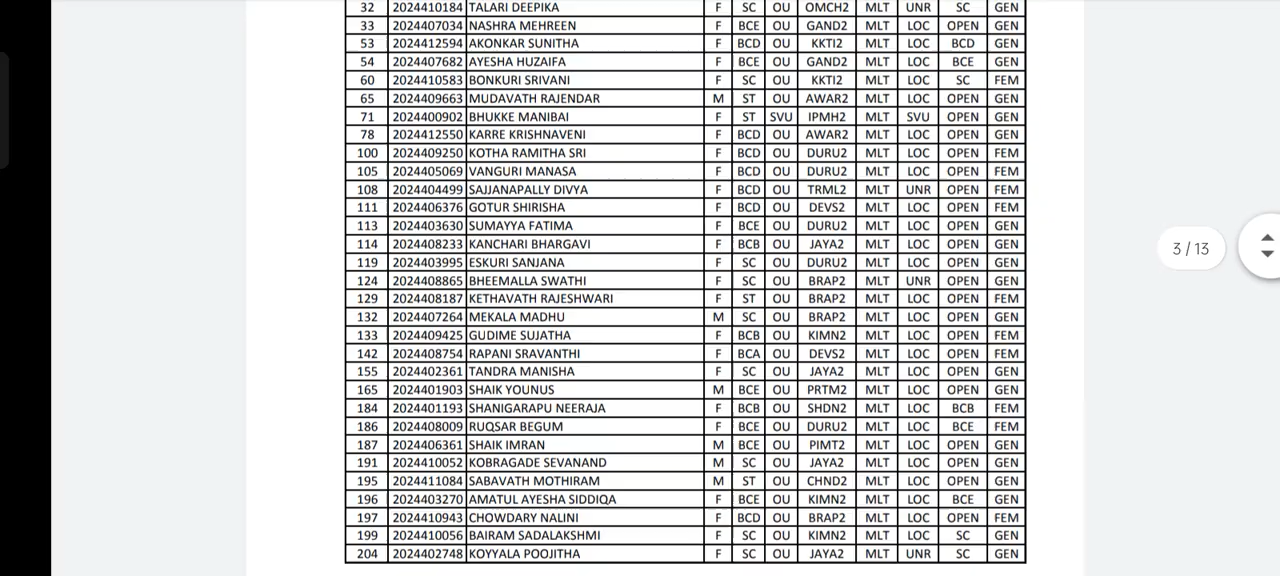 32 2024410184 TALARI DEEPIKA F SC OU OMCH2 MLT UNR SC GEN
33 2024407034 NASHRA MEHREEN F BCE OU GAND2 MLT LOC OPEN GEN
53 2024412594 AKONKAR SUNITHA F BCD OU KKTI2 MLT LOC BCD GEN
54 2024407682 AYESHA HUZAIFA F BCE OU GAND2 MLT LOC BCE GEN
60 2024410583 BONKURI SRIVANI F SC OU KKTI2 MLT LOC SC FEM
65 2024409663 MUDAVATH RAJENDAR M ST OU AWAR2 MLT LOC OPEN GEN
71 2024400902 BHUKKE MANIBAI F ST SVU IPMH2 MLT SVU OPEN GEN
78 2024412550 KARRE KRISHNAVENI F BCD OU AWAR2 MLT LOC OPEN GEN
100 2024409250 KOTHA RAMITHA SRI F BCD OU DURU2 MLT LOC OPEN FEM
105 2024405069 VANGURI MANASA F BCD OU DURU2 MLT LOC OPEN FEM
108 2024404499 SAJJANAPALLY DIVYA F BCD OU TRML2 MLT UNR OPEN FEM
111 2024406376 GOTUR SHIRISHA F BCD OU DEVS2 MLT LOC OPEN FEM
113 2024403630 SUMAYYA FATIMA F BCE OU DURU2 MLT LOC OPEN GEN
114 2024408233 KANCHARI BHARGAVI F BCB OU JAYA2 MLT LOC OPEN GEN
119 2024403995 ESKURI SANJANA F SC OU DURU2 MLT LOC OPEN GEN
124 2024408865 BHEEMALLA SWATHI F SC OU BRAP2 MLT UNR OPEN GEN
129 2024408187 KETHAVATH RAJESHWARI F ST OU BRAP2 MLT LOC OPEN FEM
132 2024407264 MEKALA MADHU M SC OU BRAP2 MLT LOC OPEN GEN
133 2024409425 GUDIME SUJATHA F BCB OU KIMN2 MLT LOC OPEN FEM
142 2024408754 RAPANI SRAVANTHI F BCA OU DEVS2 MLT LOC OPEN FEM
155 2024402361 TANDRA MANISHA F SC OU JAYA2 MLT LOC OPEN GEN
165 2024401903 SHAIK YOUNUS M BCE OU PRTM2 MLT LOC OPEN GEN
184 2024401193 SHANIGARAPU NEERAJA F BCB OU SHDN2 MLT LOC BCB FEM
186 2024408009 RUQSAR BEGUM F BCE OU DURU2 MLT LOC BCE FEM
187 2024406361 SHAIK IMRAN M BCE OU PIMT2 MLT LOC OPEN GEN
191 2024410052 KOBRAGADE SEVANAND M SC OU JAYA2 MLT LOC OPEN GEN
195 2024411084 SABAVATH MOTHIRAM M ST OU CHND2 MLT LOC OPEN GEN
196 2024403270 AMATUL AYESHA SIDDIQA F BCE OU KIMN2 MLT LOC BCE GEN
197 2024410943 CHOWDARY NALINI F BCD OU BRAP2 MLT LOC OPEN FEM
199 2024410056 BAIRAM SADALAKSHMI F SC OU KIMN2 MLT LOC SC GEN
204 2024402748 KOYYALA POOJITHA F SC OU JAYA2 MLT UNR SC GEN
3 / 13